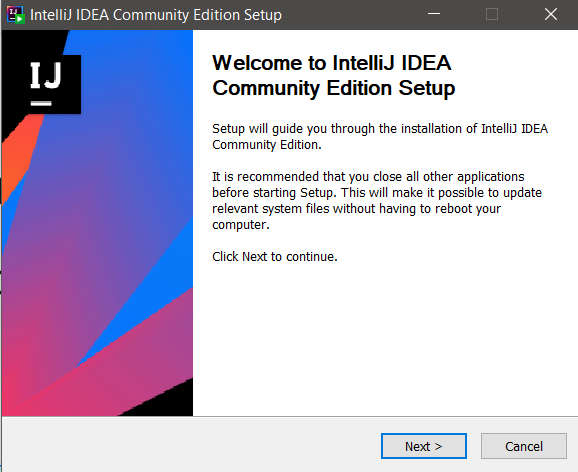 IntelliJ IDEA Community Edition Setup
IJ
Welcome to IntelliJ IDEA
Community Edition Setup
Setup will guide you through the installation of IntelliJ IDEA
Community Edition.
It is recommended that you close all other applications
before starting Setup. This will make it possible to update
relevant system files without having to reboot your
computer.
Click Next to continue.
Next >
Cancel